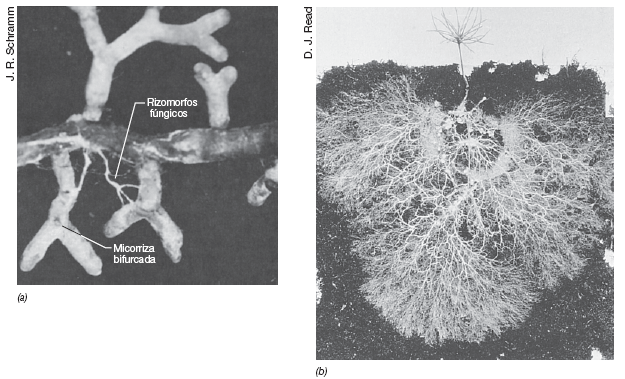 J. R. Schramm
Rizomorfos
fúngicos
Micorriza
bifurcada
(a)
D. J. Read
(b)